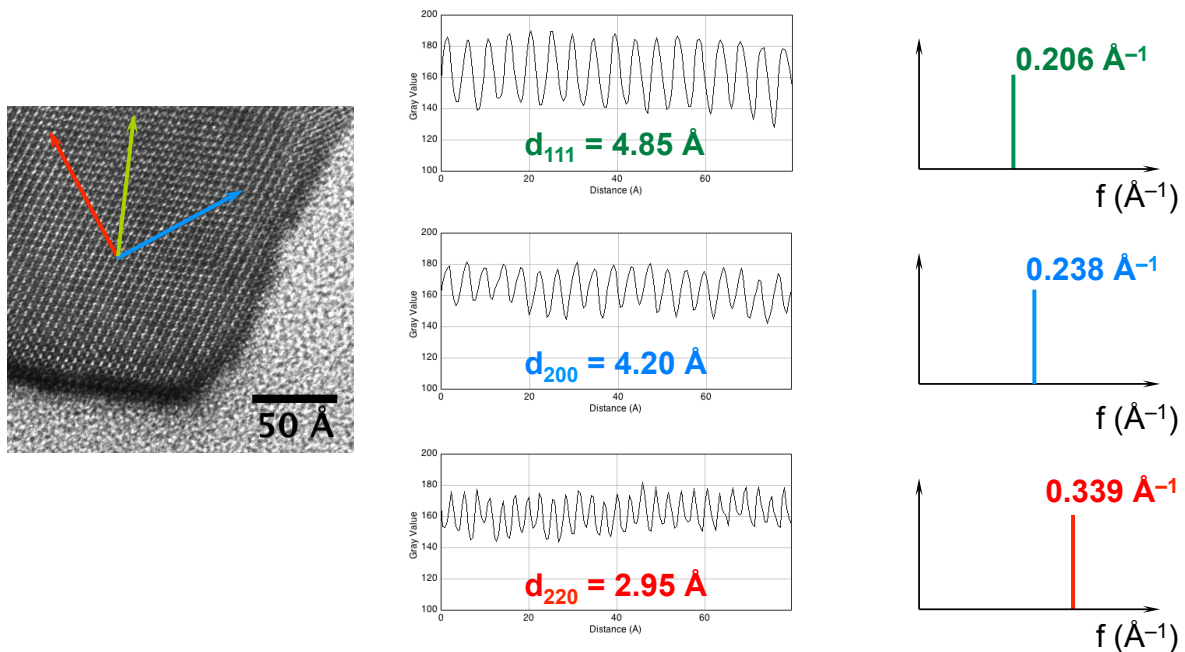 50 Å
200
180
160
140
120
100
Gray Value
0
20
40
60
Distance (Å)
d111 = 4.85 Å
0.206 Å–1
f (Å–1)
200
180
160
140
120
100
Gray Value
0
20
40
60
Distance (Å)
d200 = 4.20 Å
0.238 Å–1
f (Å–1)
200
180
160
140
120
100
Gray Value
0
20
40
60
Distance (Å)
d220 = 2.95 Å
0.339 Å–1
f (Å–1)